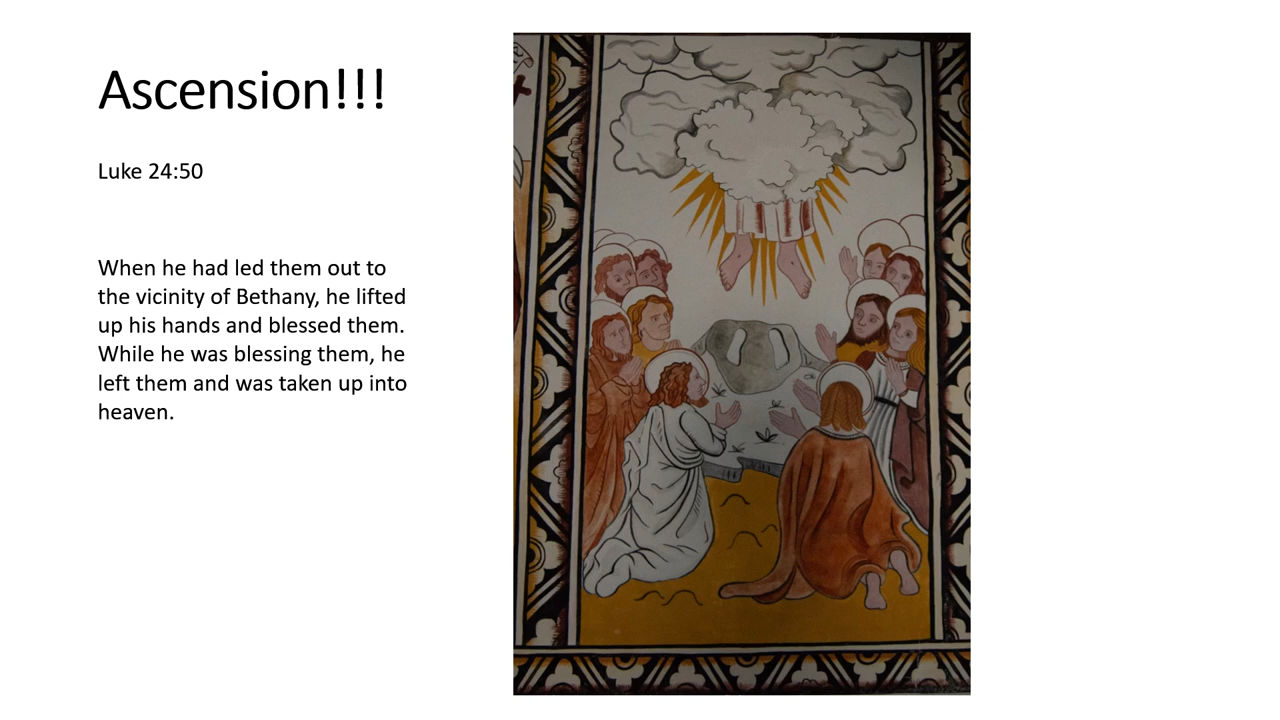 Ascension!!!
Luke 24:50
When he had led them out to
the vicinity of Bethany, he lifted
up his hands and blessed them.
While he was blessing them, he
left them and was taken up into
heaven.